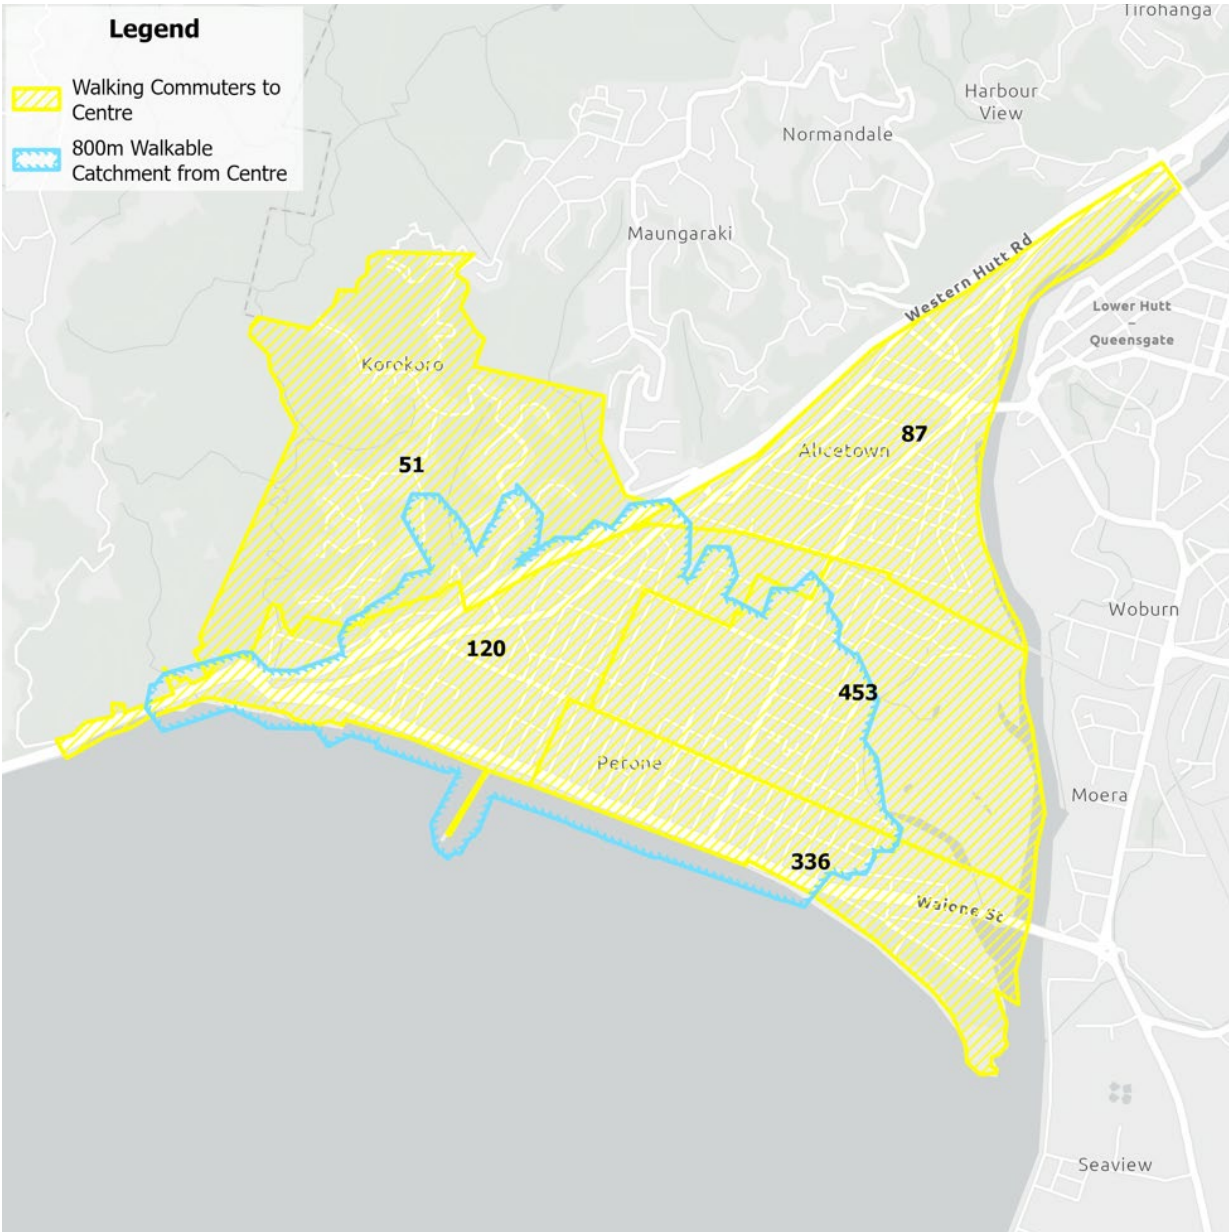 Legend
Walking Commuters to
Centre
800m Walkable
Catchment from Centre
Tirohanga
Harbour
View
Normandale
Maungaraki
Western Hutt Rd
Lower Hutt
–
Queensgate
Korokoro
87
Alicetown
51
Woburn
120
453
Petone
Moera
336
Waione St
Seaview